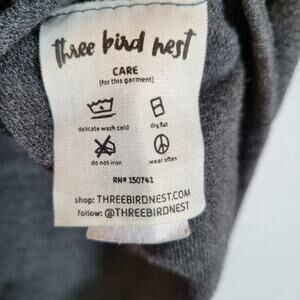 three bird nest
CARE
(for this garment)
delicate wash cold
dry flat
do not iron
wear often
RN# 150741
shop: THREEBIRDNEST.COM
follow: @THREEBIRDNEST